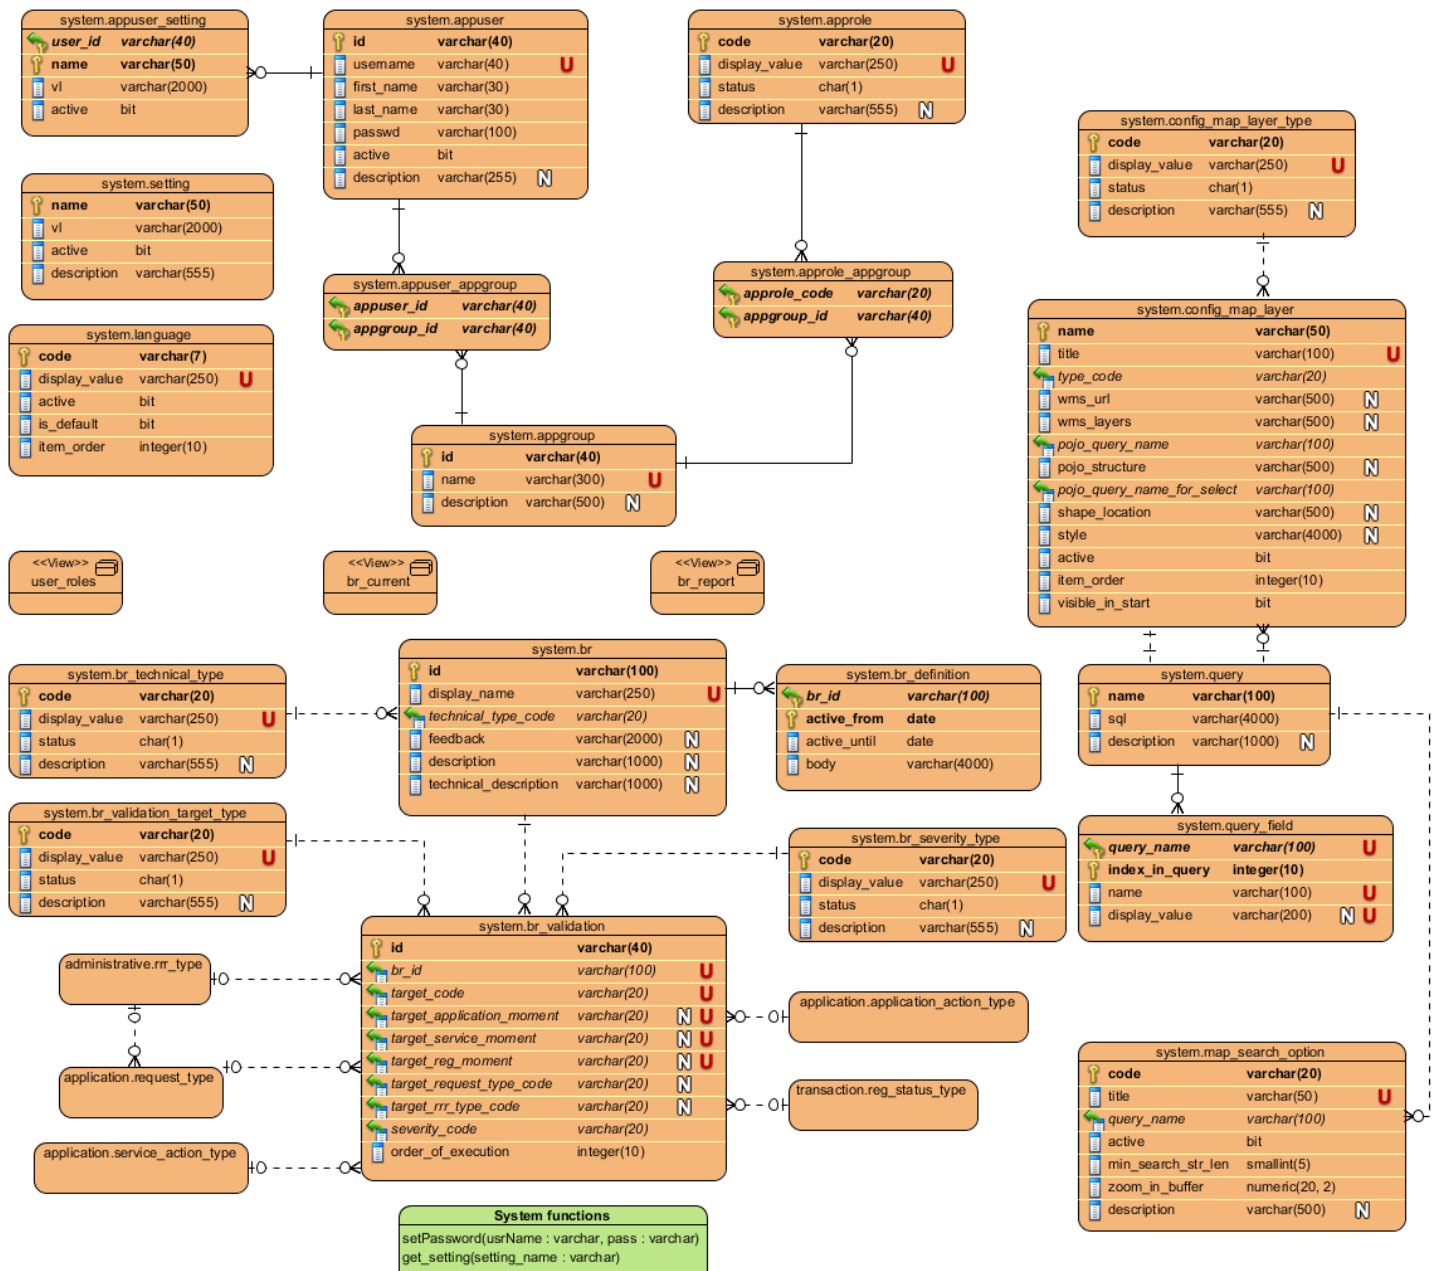 system.appuser_setting
user_id varchar(40)
name varchar(50)
vl varchar(2000)
active bit
system.appuser
id varchar(40)
username varchar(40) U
first_name varchar(30)
last_name varchar(30)
passwd varchar(100)
active bit
description varchar(255) N
system.approle
code varchar(20)
display_value varchar(250) U
status char(1)
description varchar(555) N
system.config_map_layer_type
code varchar(20)
display_value varchar(250) U
status char(1)
description varchar(555) N
system.setting
name varchar(50)
vl varchar(2000)
active bit
description varchar(555)
system.appuser_appgroup
appuser_id varchar(40)
appgroup_id varchar(40)
system.approle_appgroup
approle_code varchar(20)
appgroup_id varchar(40)
system.config_map_layer
name varchar(50)
title varchar(100) U
type_code varchar(20)
wms_url varchar(500) N
wms_layers varchar(500) N
pojo_query_name varchar(100)
pojo_structure varchar(500) N
pojo_query_name_for_select varchar(100)
shape_location varchar(500) N
style varchar(4000) N
active bit
item_order integer(10)
visible_in_start bit
system.language
code varchar(7)
display_value varchar(250) U
active bit
is_default bit
item_order integer(10)
system.appgroup
id varchar(40)
name varchar(300) U
description varchar(500) N
<<View>>
user_roles
<<View>>
br_current
<<View>>
br_report
system.br_technical_type
code varchar(20)
display_value varchar(250) U
status char(1)
description varchar(555) N
system.br
id varchar(100)
display_name varchar(250) U
technical_type_code varchar(20)
feedback varchar(2000) N
description varchar(1000) N
technical_description varchar(1000) N
system.br_definition
br_id varchar(100)
active_from date
active_until date
body varchar(4000)
system.query
name varchar(100)
sql varchar(4000)
description varchar(1000) N
system.br_validation_target_type
code varchar(20)
display_value varchar(250) U
status char(1)
description varchar(555) N
system.br_severity_type
code varchar(20)
display_value varchar(250) U
status char(1)
description varchar(555) N
system.query_field
query_name varchar(100) U
index_in_query integer(10)
name varchar(100) U
display_value varchar(200) N U
administrative.rrr_type
application.request_type
application.service_action_type
system.br_validation
id varchar(40)
br_id varchar(100) U
target_code varchar(20) U
target_application_moment varchar(20) N U
target_service_moment varchar(20) N U
target_reg_moment varchar(20) N U
target_request_type_code varchar(20) N
target_rrr_type_code varchar(20) N
severity_code varchar(20)
order_of_execution integer(10)
application.application_action_type
transaction.reg_status_type
system.map_search_option
code varchar(20)
title varchar(50) U
query_name varchar(100)
active bit
min_search_str_len smallint(5)
zoom_in_buffer numeric(20, 2)
description varchar(500) N
System functions
setPassword(usrName : varchar, pass : varchar)
get_setting(setting_name : varchar)